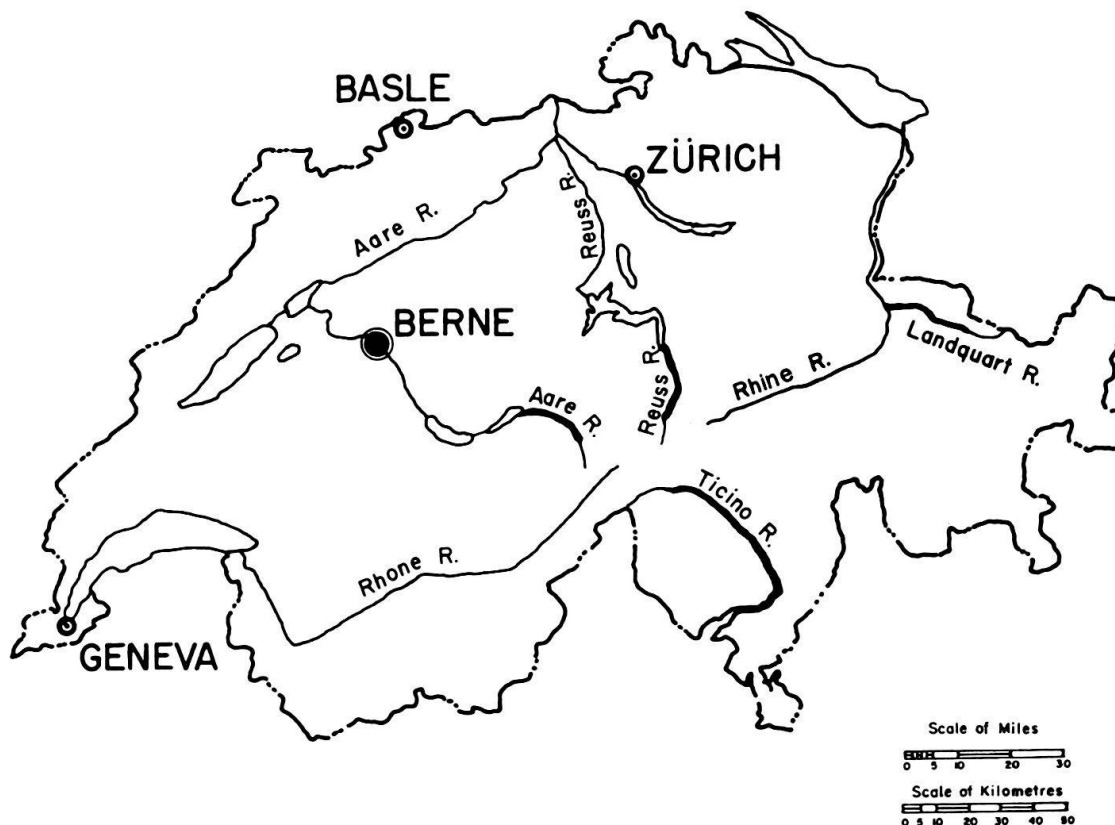 BASLE
ZÜRICH
Reuss R.
Aare R.
BERNE
Landquart R.
Reuss R.
Rhine R.
Aare R.
Ticino R.
Rhone R.
GENEVA
Scale of Miles
0 5 10 20 30
Scale of Kilometres
0 5 10 20 30 40 50